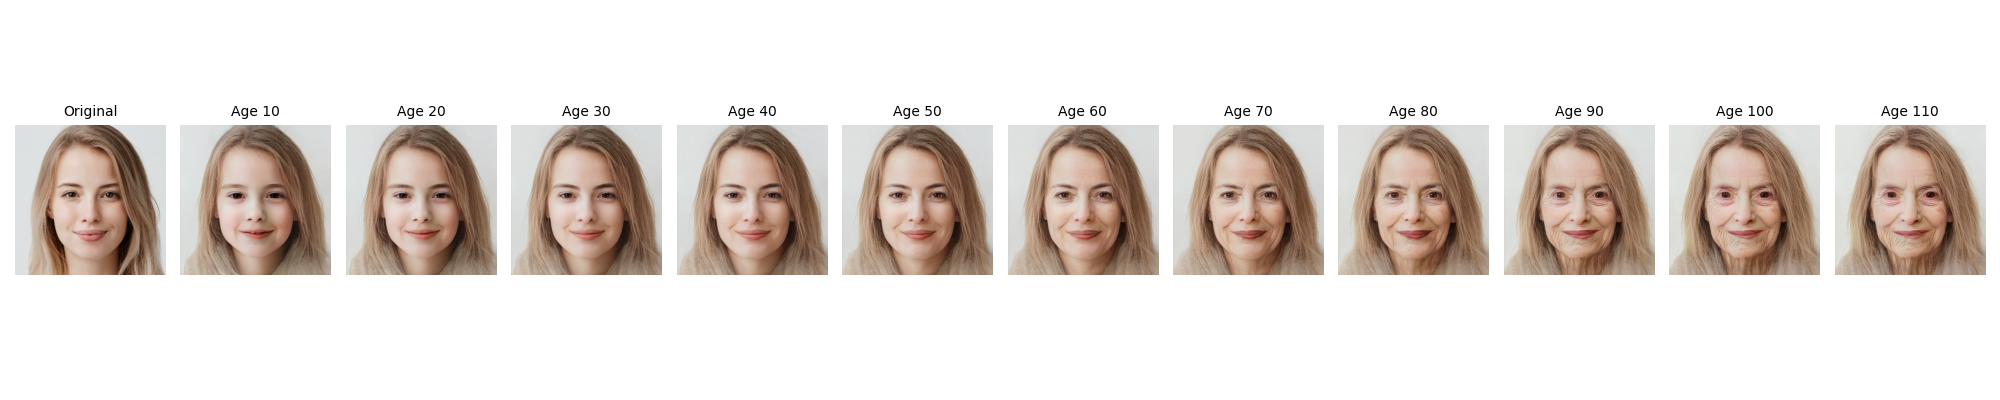 Original
Age 10
Age 20
Age 30
Age 40
Age 50
Age 60
Age 70
Age 80
Age 90
Age 100
Age 110